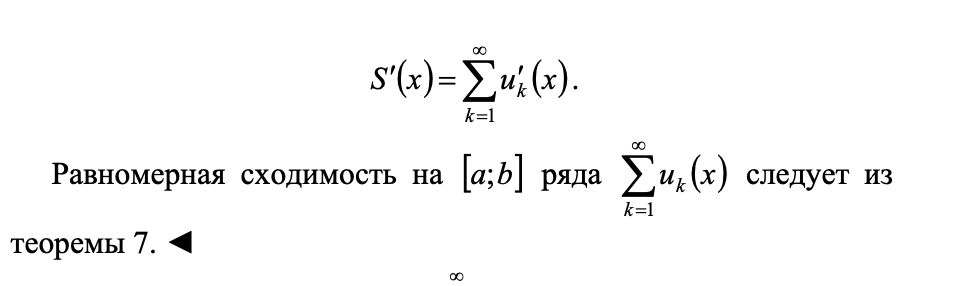 S′(x)=∑_{k=1}^{∞} u′_k(x).
Равномерная сходимость на [a;b] ряда ∑_{k=1}^{∞} u_k(x) следует из
теоремы 7. ◄
∞